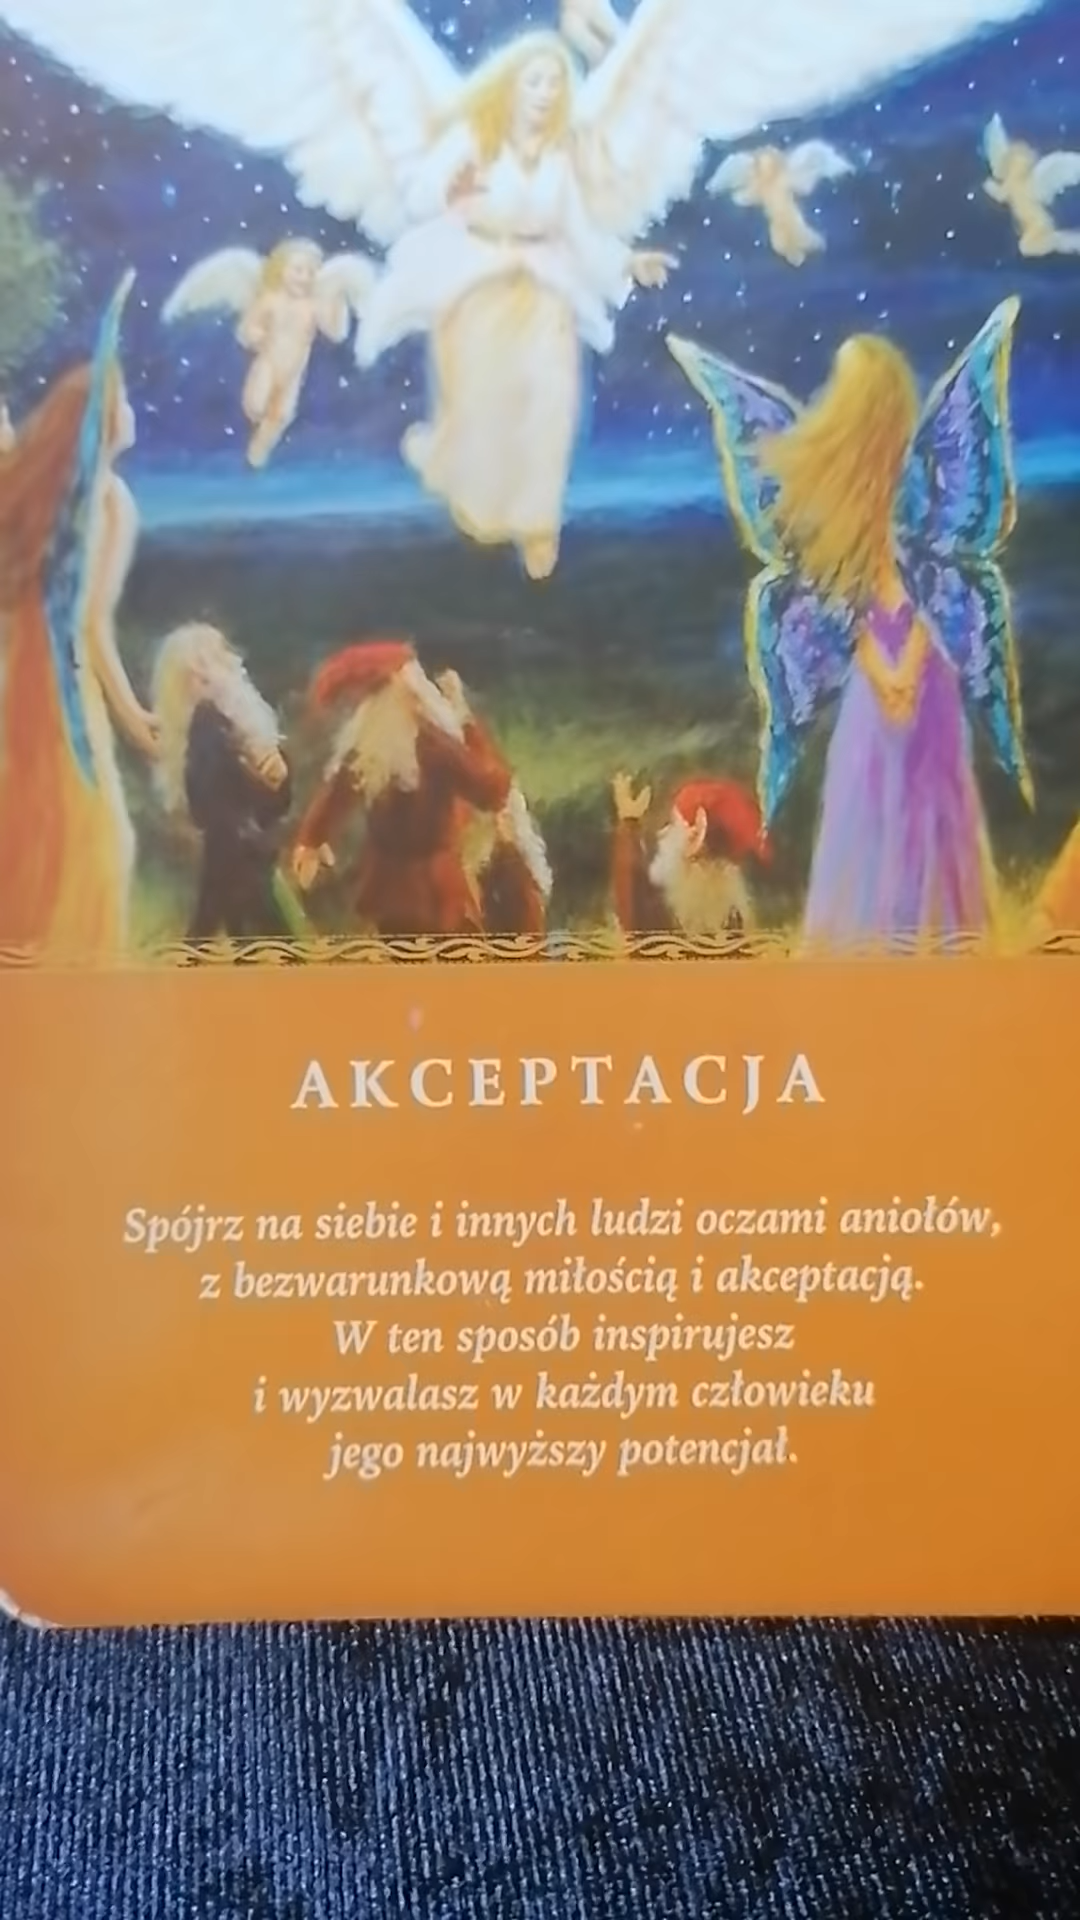 AKCEPTACJA
Spójrz na siebie i innych ludzi oczami aniołów,
z bezwarunkową miłością i akceptacją.
W ten sposób inspirujesz
i wyzwalasz w każdym człowieku
jego najwyższy potencjał.